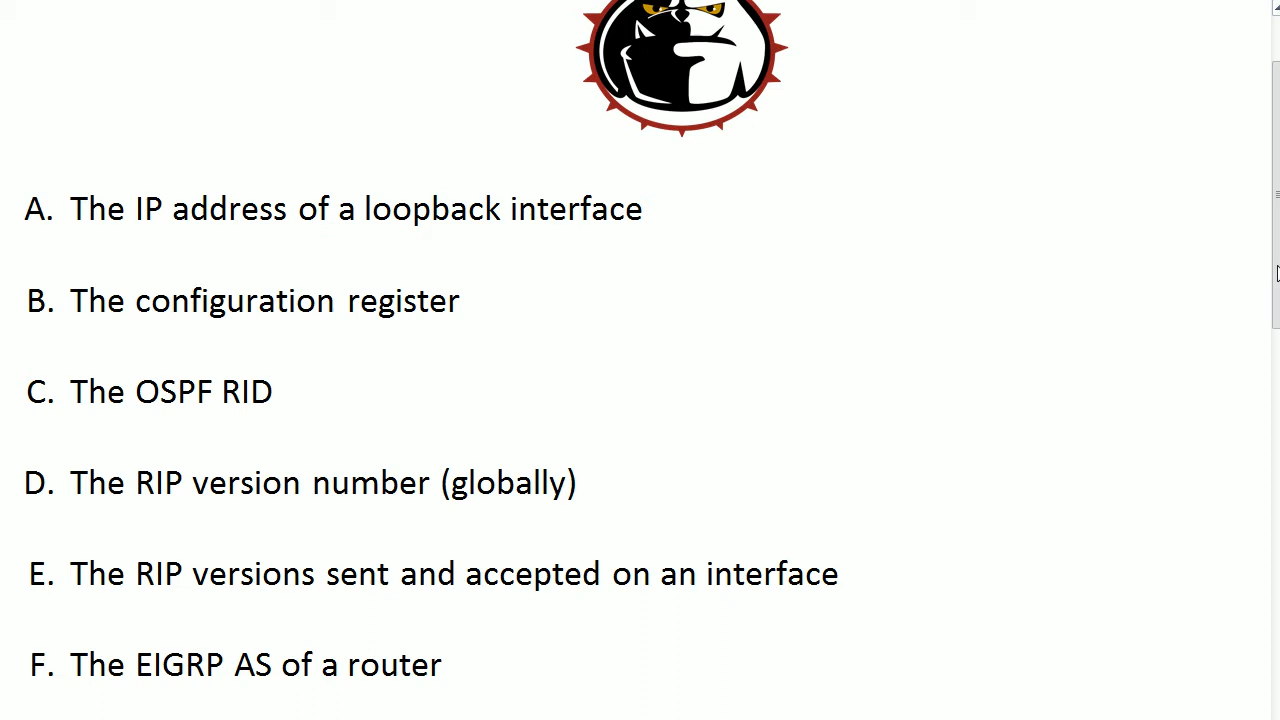 A. The IP address of a loopback interface
B. The configuration register
C. The OSPF RID
D. The RIP version number (globally)
E. The RIP versions sent and accepted on an interface
F. The EIGRP AS of a router